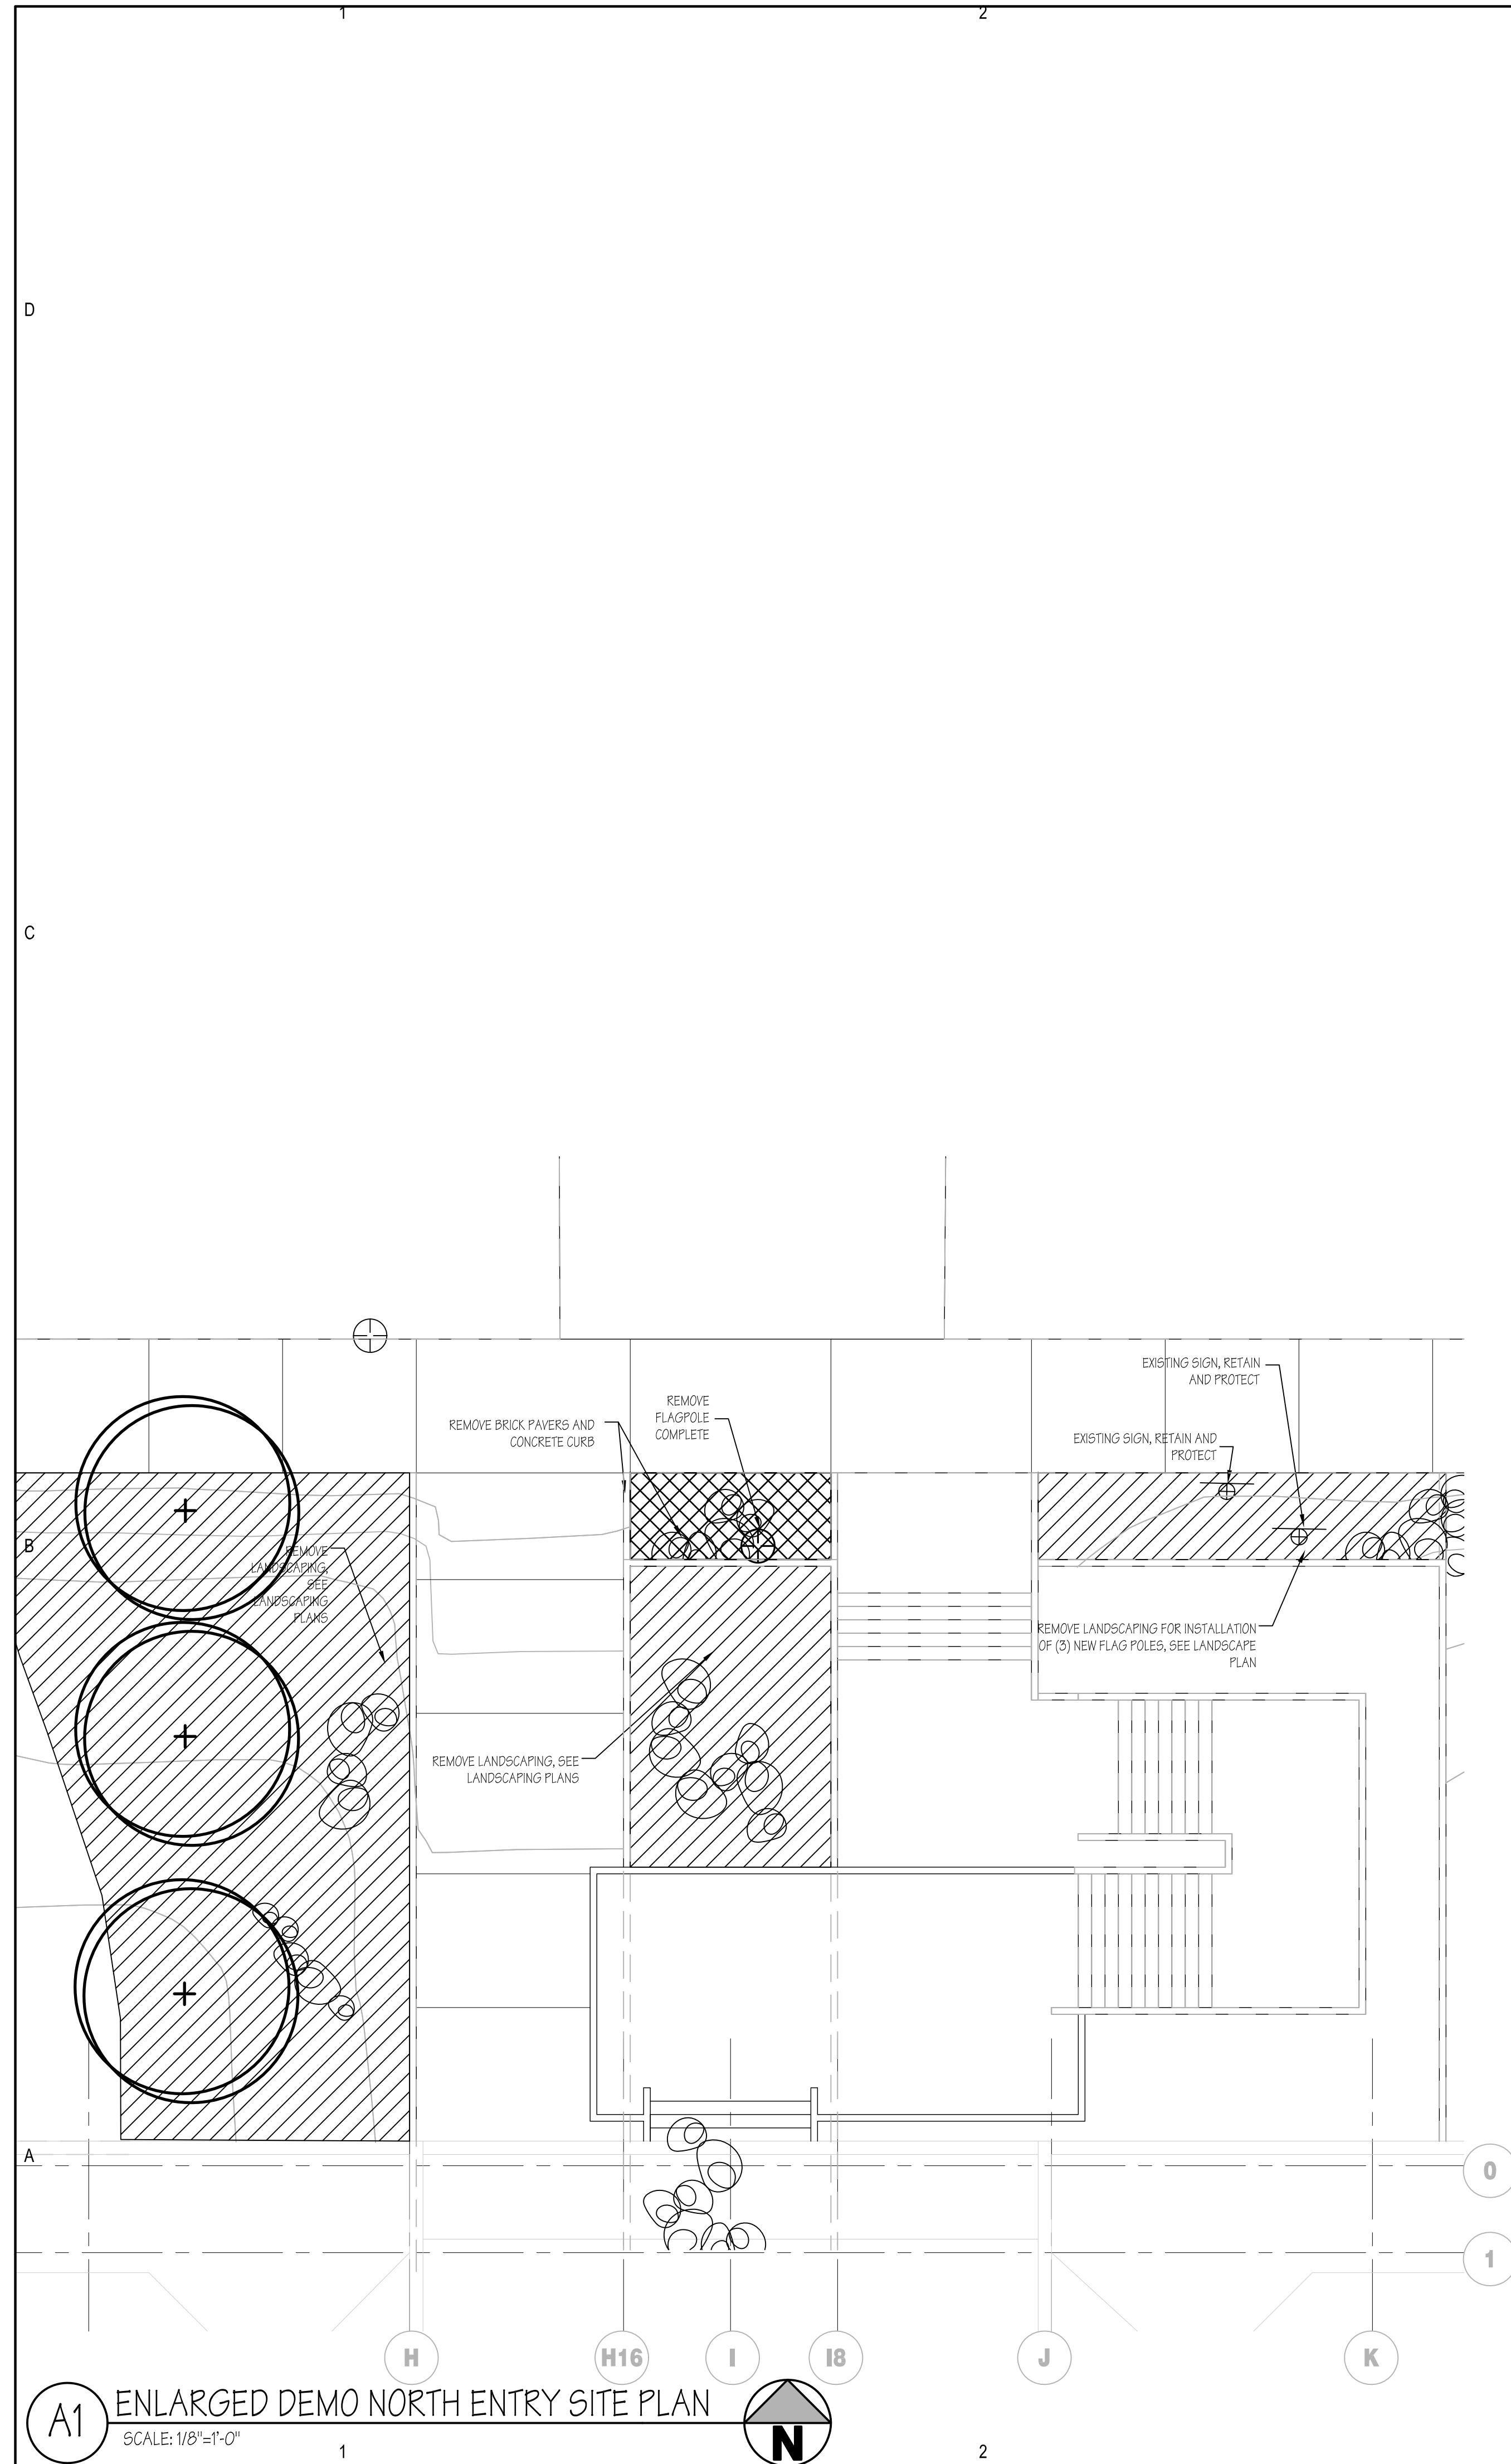 1
2
D
C
EXISTING SIGN, RETAIN
AND PROTECT
REMOVE
FLAGPOLE
COMPLETE
REMOVE BRICK PAVERS AND
CONCRETE CURB
EXISTING SIGN, RETAIN AND
PROTECT
B
REMOVE
LANDSCAPING,
SEE
LANDSCAPING
PLANS
REMOVE LANDSCAPING FOR INSTALLATION
OF (3) NEW FLAG POLES, SEE LANDSCAPE
PLAN
REMOVE LANDSCAPING, SEE
LANDSCAPING PLANS
A
0
1
H
H16
I
I8
J
K
A1
ENLARGED DEMO NORTH ENTRY SITE PLAN
SCALE: 1/8"=1'-0"
N
1
2